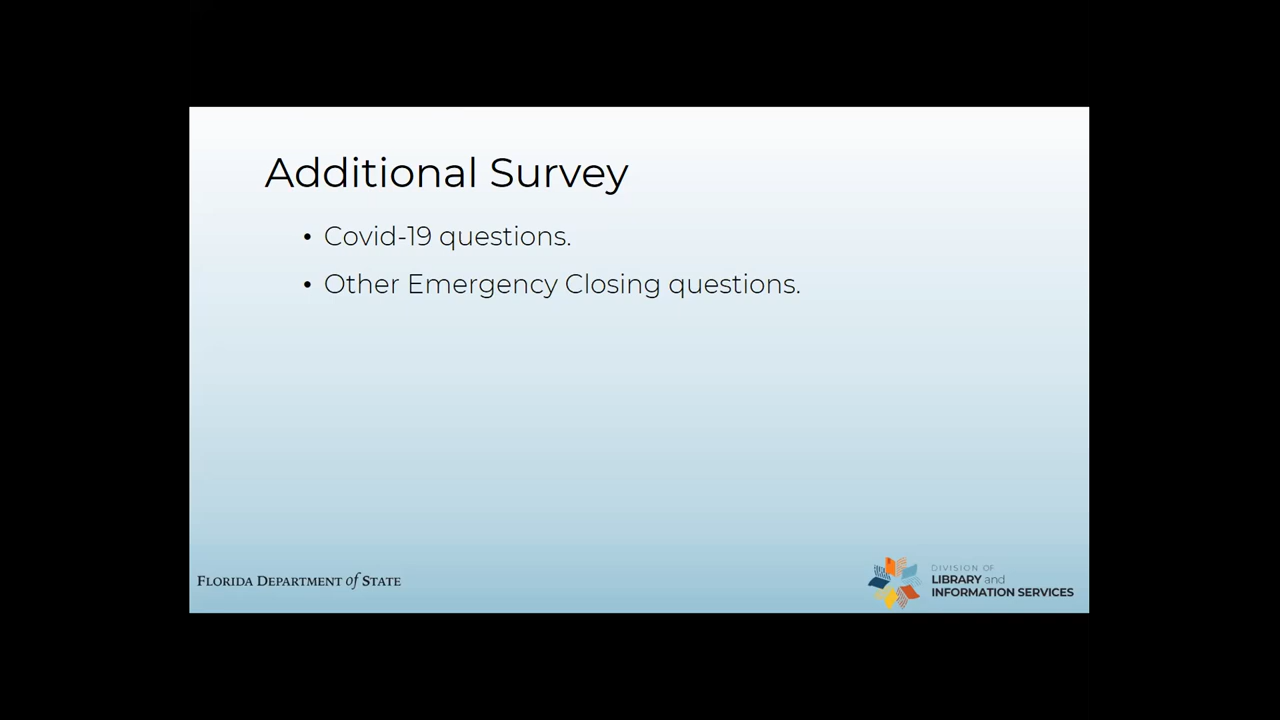 Additional Survey
• Covid-19 questions.
• Other Emergency Closing questions.
FLORIDA DEPARTMENT of STATE
DIVISION OF
LIBRARY and
INFORMATION SERVICES